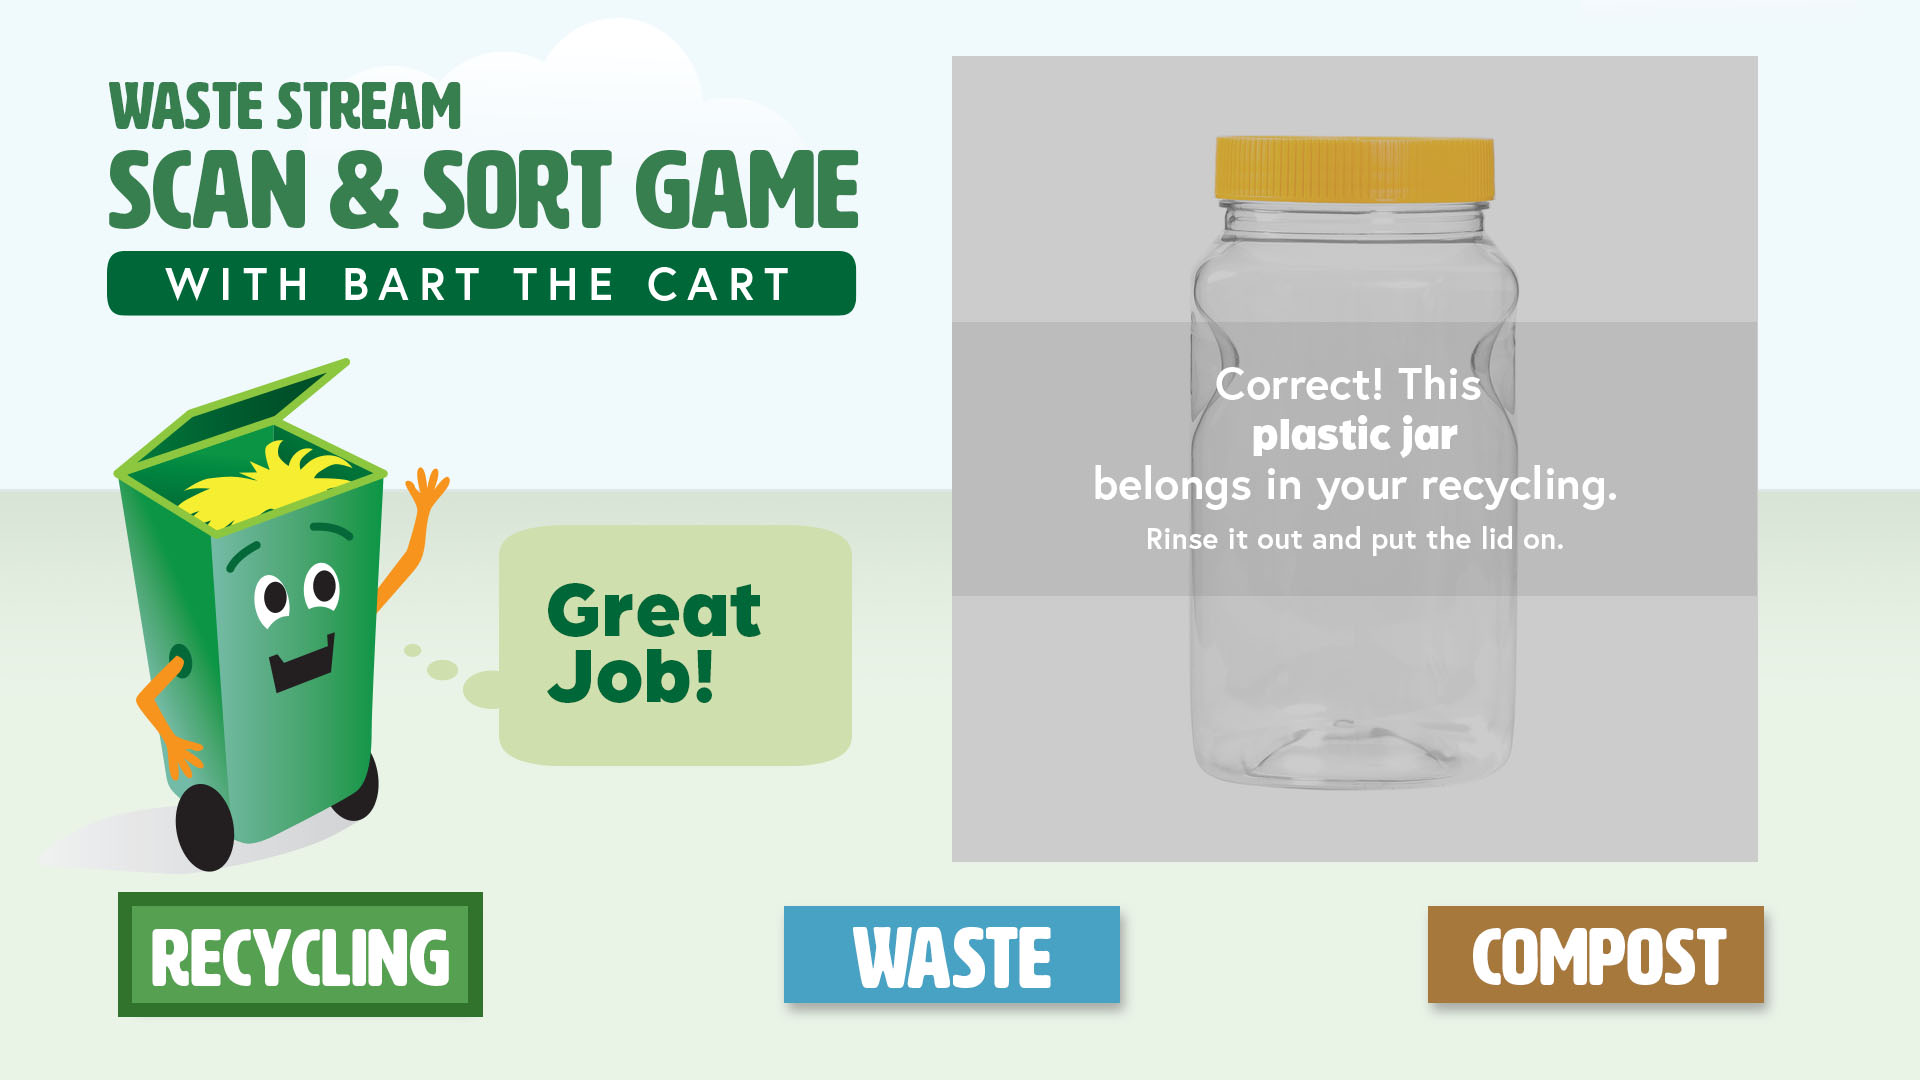 WASTE STREAM
SCAN & SORT GAME
WITH BART THE CART
Great
Job!
Correct! This
plastic jar
belongs in your recycling.
Rinse it out and put the lid on.
RECYCLING
WASTE
COMPOST